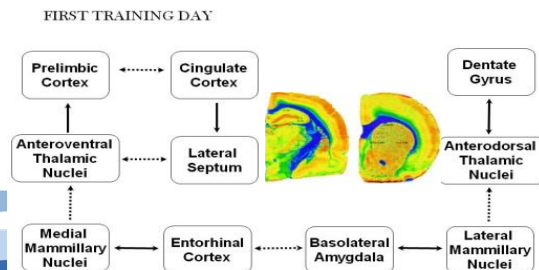 FIRST TRAINING DAY
Prelimbic
Cortex
Cingulate
Cortex
Dentate
Gyrus
Anteroventral
Thalamic
Nuclei
Lateral
Septum
Anterodorsal
Thalamic
Nuclei
Medial
Mammillary
Nuclei
Entorhinal
Cortex
Basolateral
Amygdala
Lateral
Mammillary
Nuclei